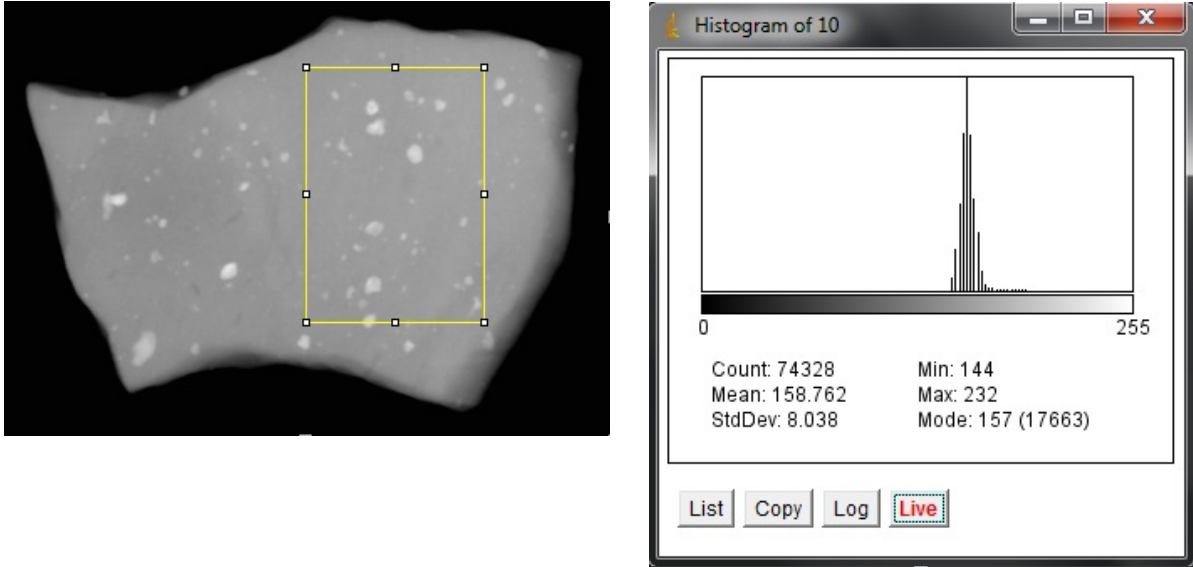 Histogram of 10
0 255
Count: 74328 Min: 144
Mean: 158.762 Max: 232
StdDev: 8.038 Mode: 157 (17663)
List Copy Log Live